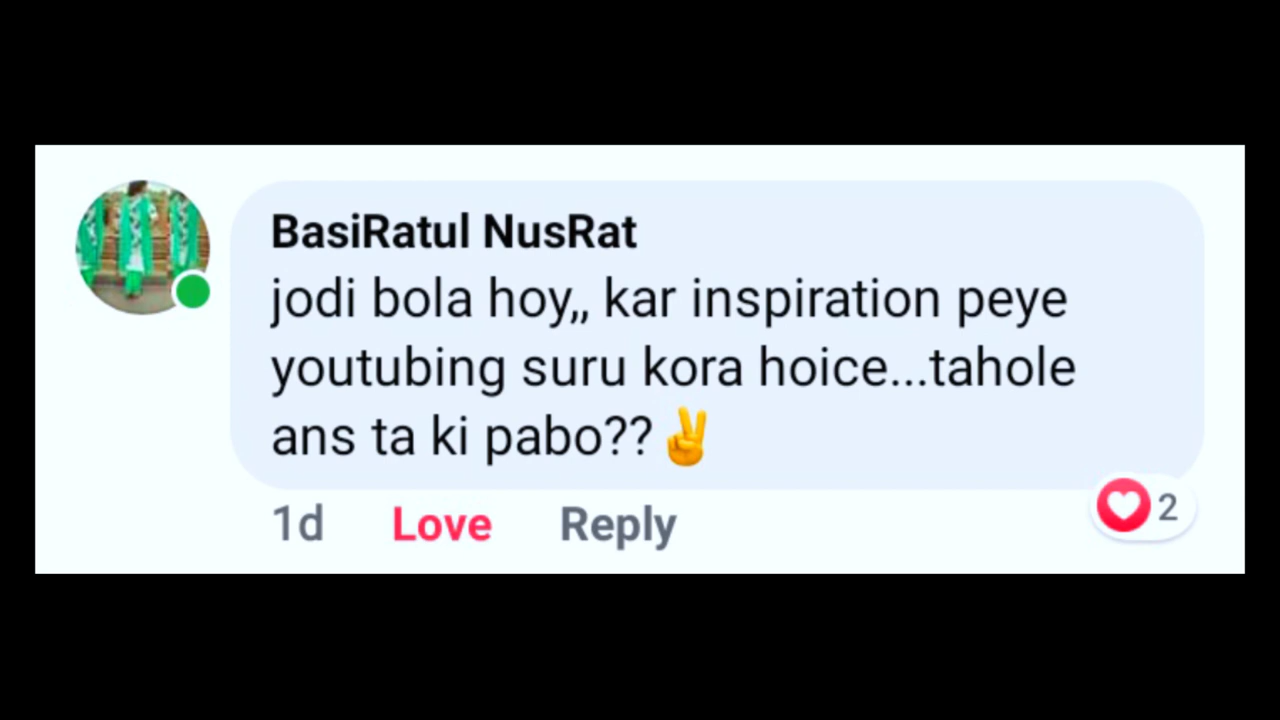 BasiRatul NusRat
jodi bola hoy,, kar inspiration peye
youtubing suru kora hoice...tahole
ans ta ki pabo??✌️
1d Love Reply 2